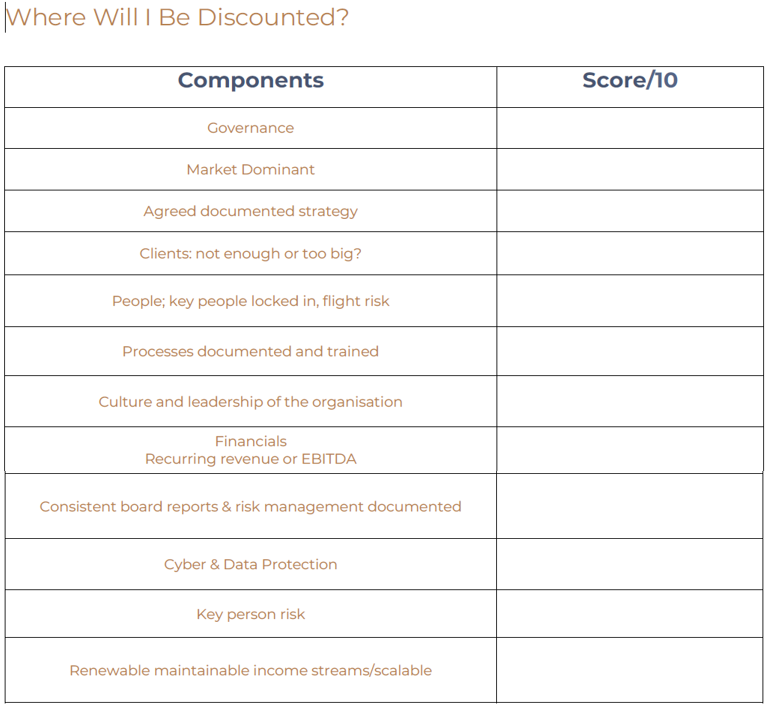 Where Will I Be Discounted?
Components
Score/10
Governance
Market Dominant
Agreed documented strategy
Clients: not enough or too big?
People; key people locked in, flight risk
Processes documented and trained
Culture and leadership of the organisation
Financials
Recurring revenue or EBITDA
Consistent board reports & risk management documented
Cyber & Data Protection
Key person risk
Renewable maintainable income streams/scalable